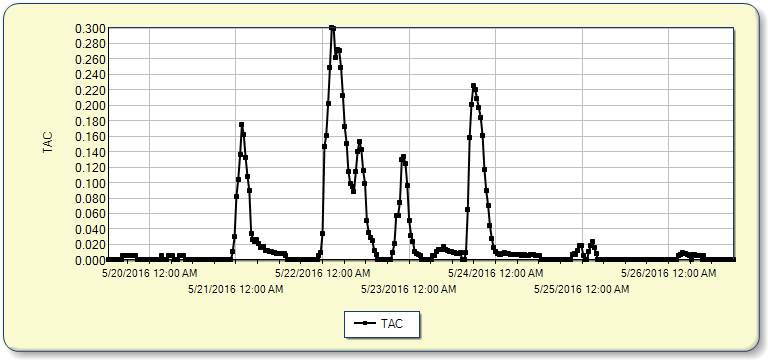 0.300
0.280
0.260
0.240
0.220
0.200
0.180
0.160
0.140
0.120
0.100
0.080
0.060
0.040
0.020
0.000
TAC
5/20/2016 12:00 AM
5/21/2016 12:00 AM
5/22/2016 12:00 AM
5/23/2016 12:00 AM
5/24/2016 12:00 AM
5/25/2016 12:00 AM
5/26/2016 12:00 AM
TAC